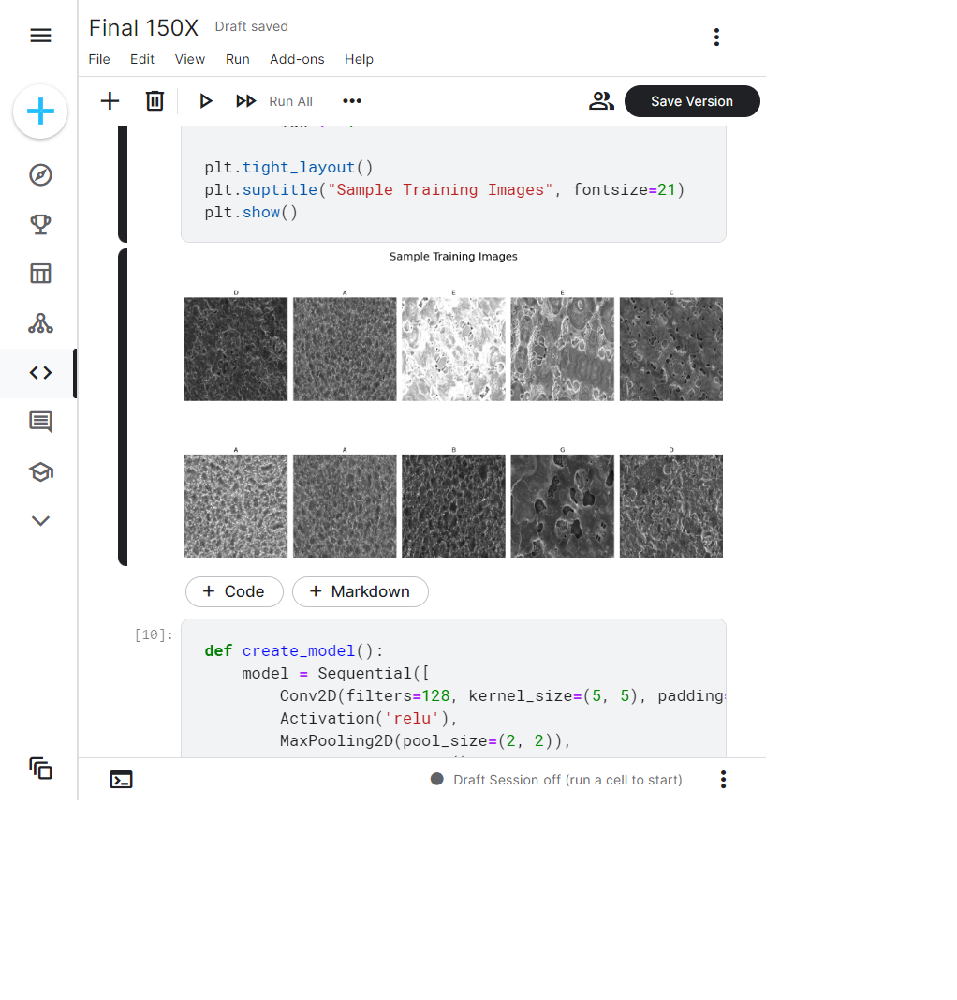 Final 150X Draft saved
File Edit View Run Add-ons Help
Run All
Save Version
plt.tight_layout()
plt.suptitle("Sample Training Images", fontsize=21)
plt.show()
Sample Training Images
D A E E C
A A B G D
+ Code + Markdown
[10]:
def create_model():
model = Sequential([
Conv2D(filters=128, kernel_size=(5, 5), padding=
Activation('relu'),
MaxPooling2D(pool_size=(2, 2)),
Draft Session off (run a cell to start)